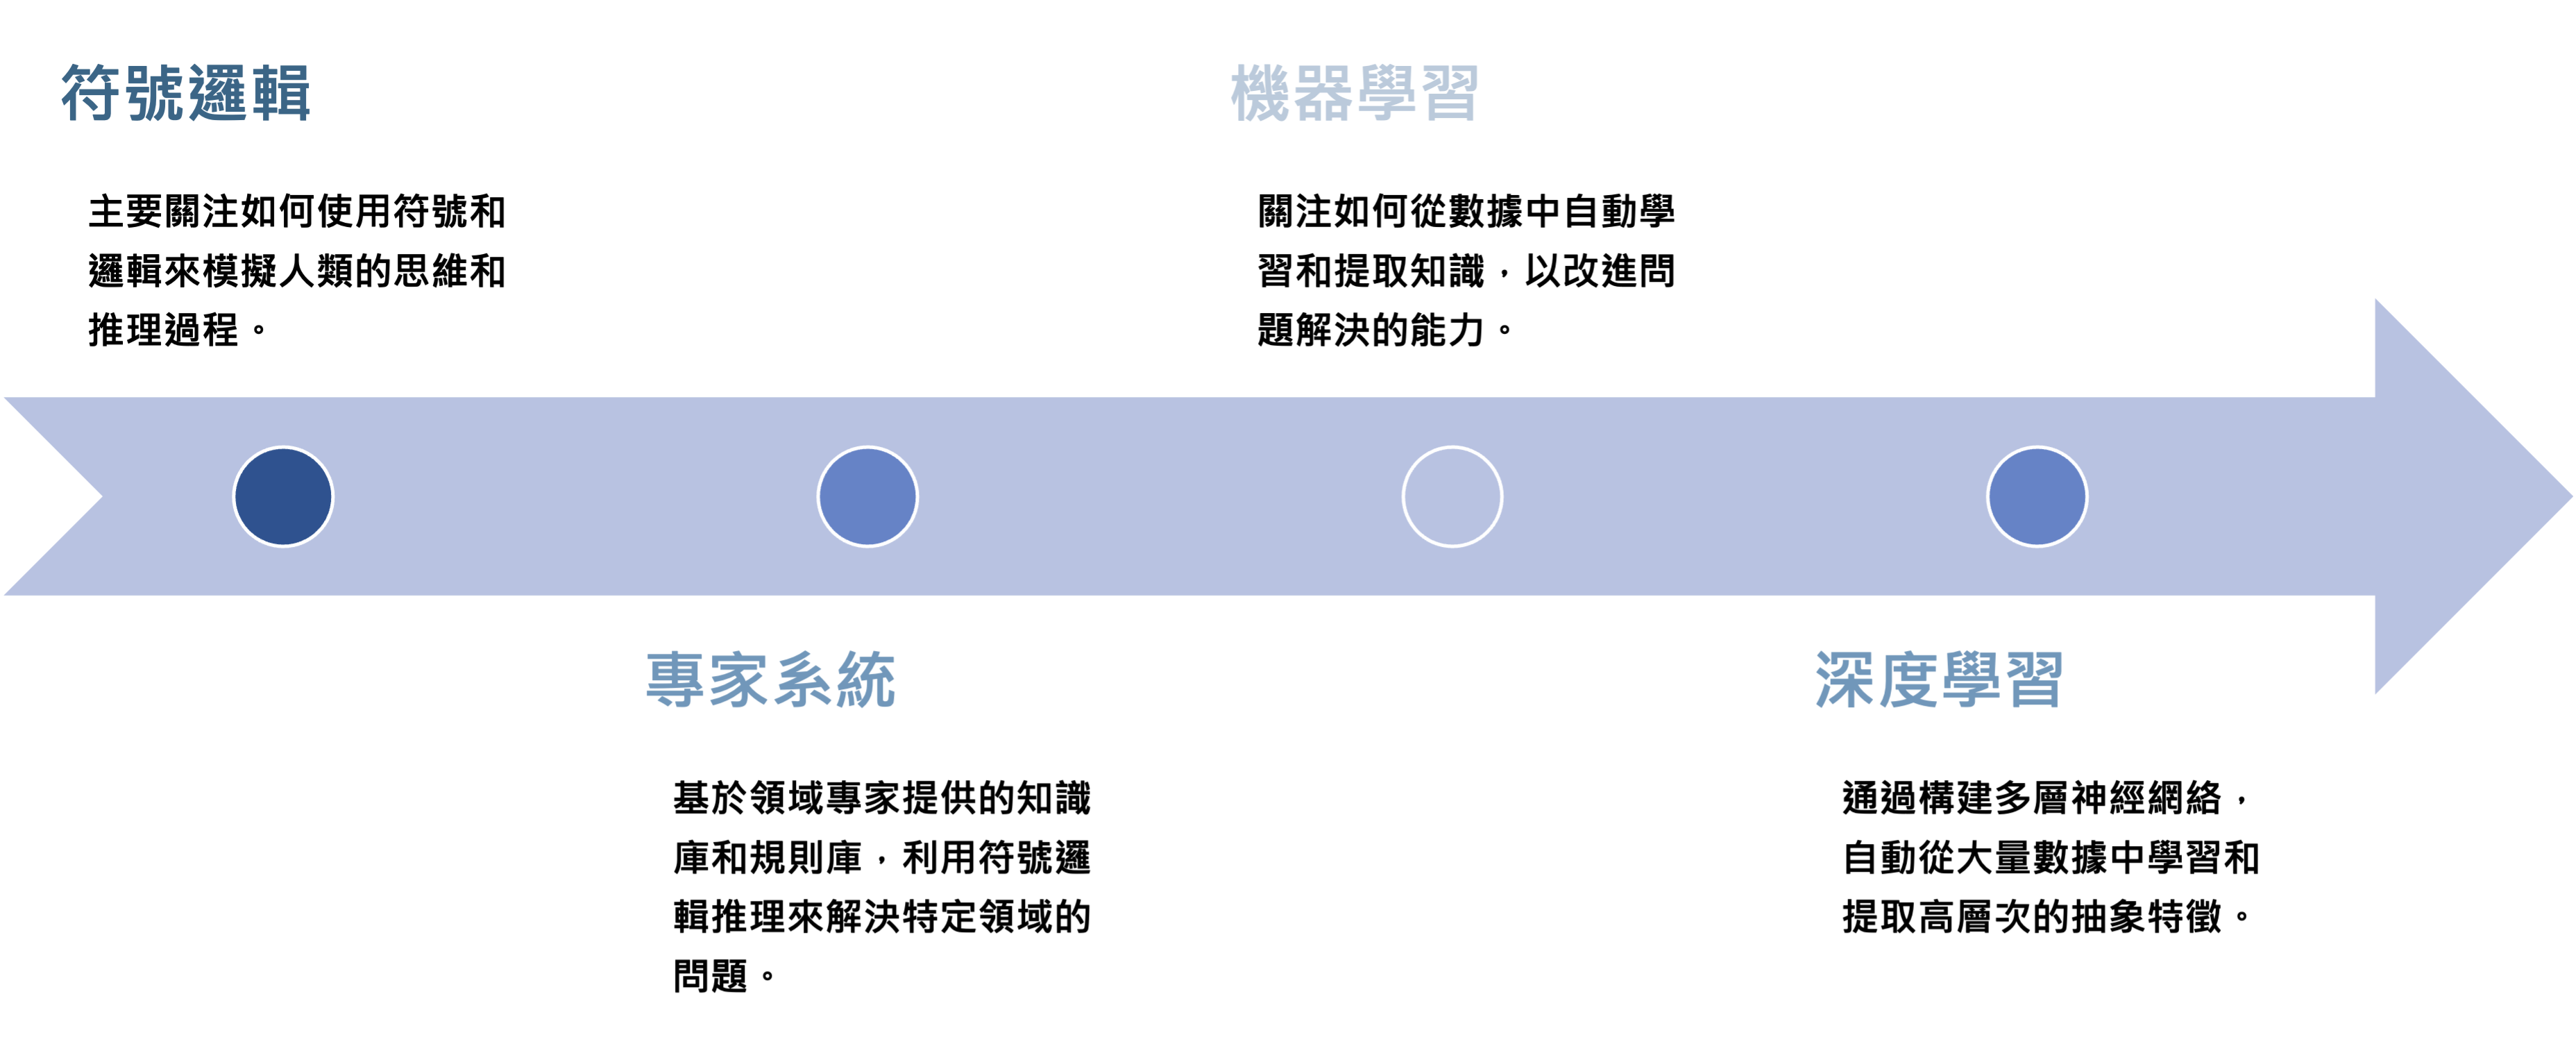 符號邏輯
主要關注如何使用符號和
邏輯來模擬人類的思維和
推理過程。
專家系統
基於領域專家提供的知識
庫和規則庫，利用符號邏
輯推理來解決特定領域的
問題。
機器學習
關注如何從數據中自動學
習和提取知識，以改進問
題解決的能力。
深度學習
通過構建多層神經網絡，
自動從大量數據中學習和
提取高層次的抽象特徵。